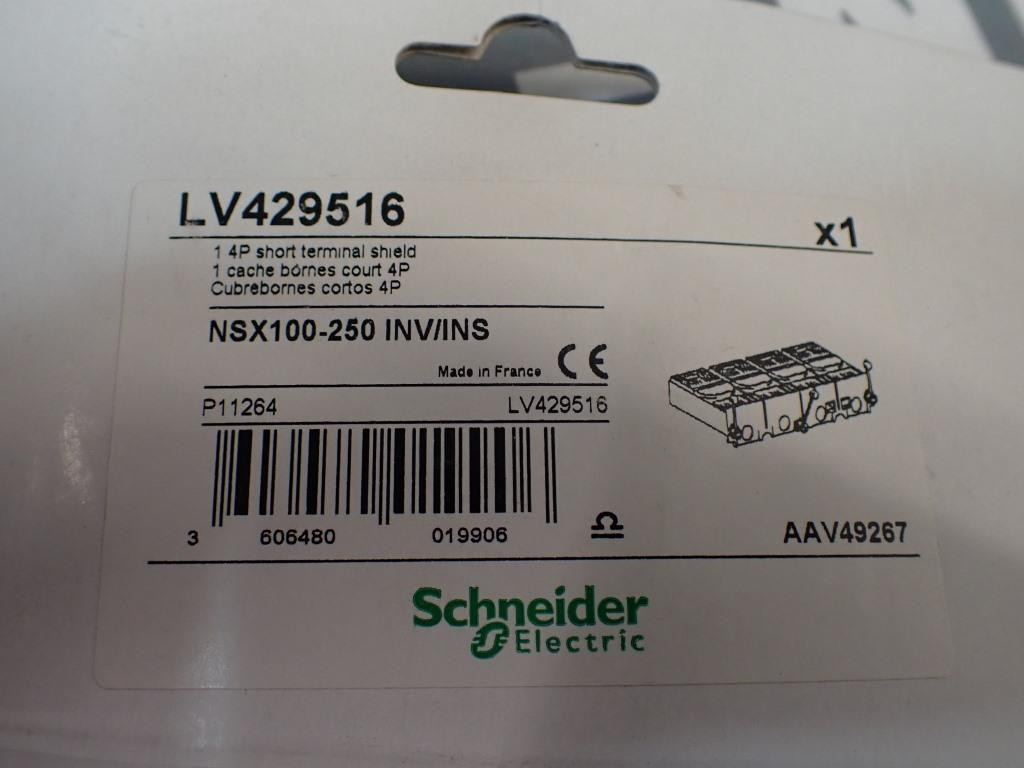 LV429516
x1
1 4P short terminal shield
1 cache bornes court 4P
Cubrebornes cortos 4P
NSX100-250 INV/INS
Made in France CE
P11264 LV429516
3 606480 019906
AAV49267
Schneider
Electric